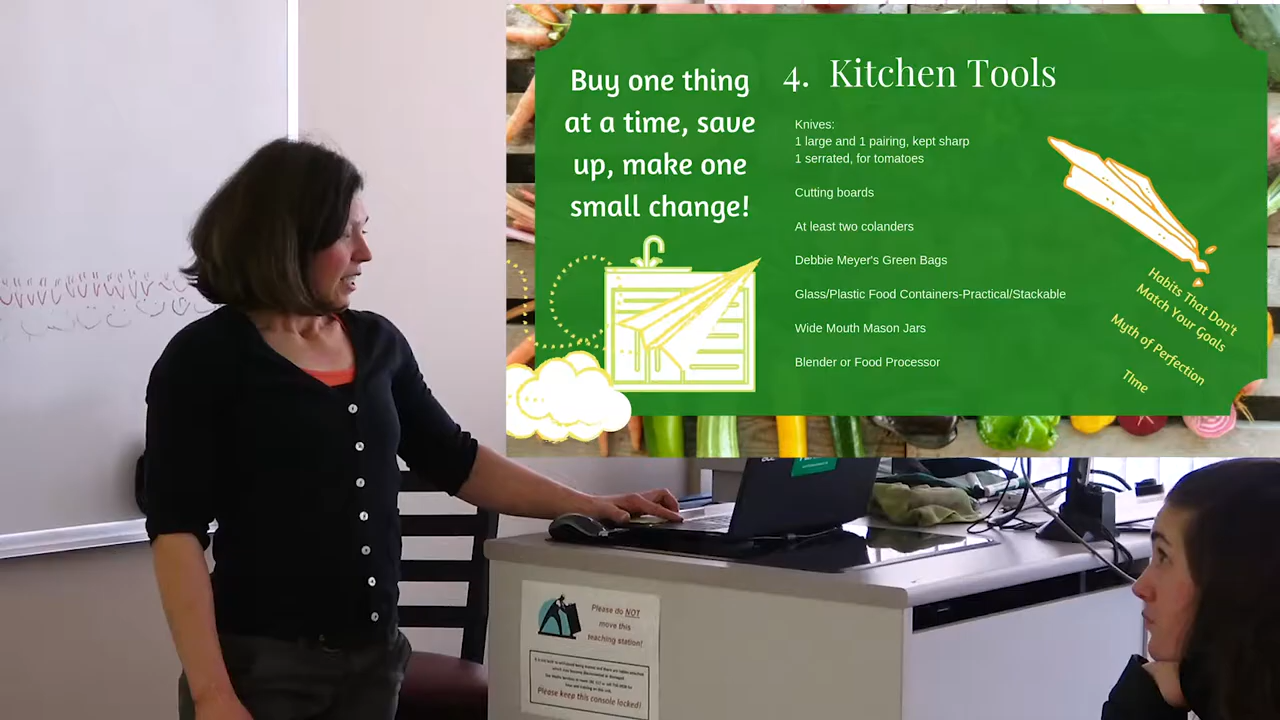 Buy one thing
at a time, save
up, make one
small change!
4. Kitchen Tools
Knives:
1 large and 1 pairing, kept sharp
1 serrated, for tomatoes
Cutting boards
At least two colanders
Debbie Meyer's Green Bags
Glass/Plastic Food Containers-Practical/Stackable
Wide Mouth Mason Jars
Blender or Food Processor
Habits That Don't
Match Your Goals
Myth of Perfection
TIme
Please do NOT
move this
teaching station!
Please keep this console locked!